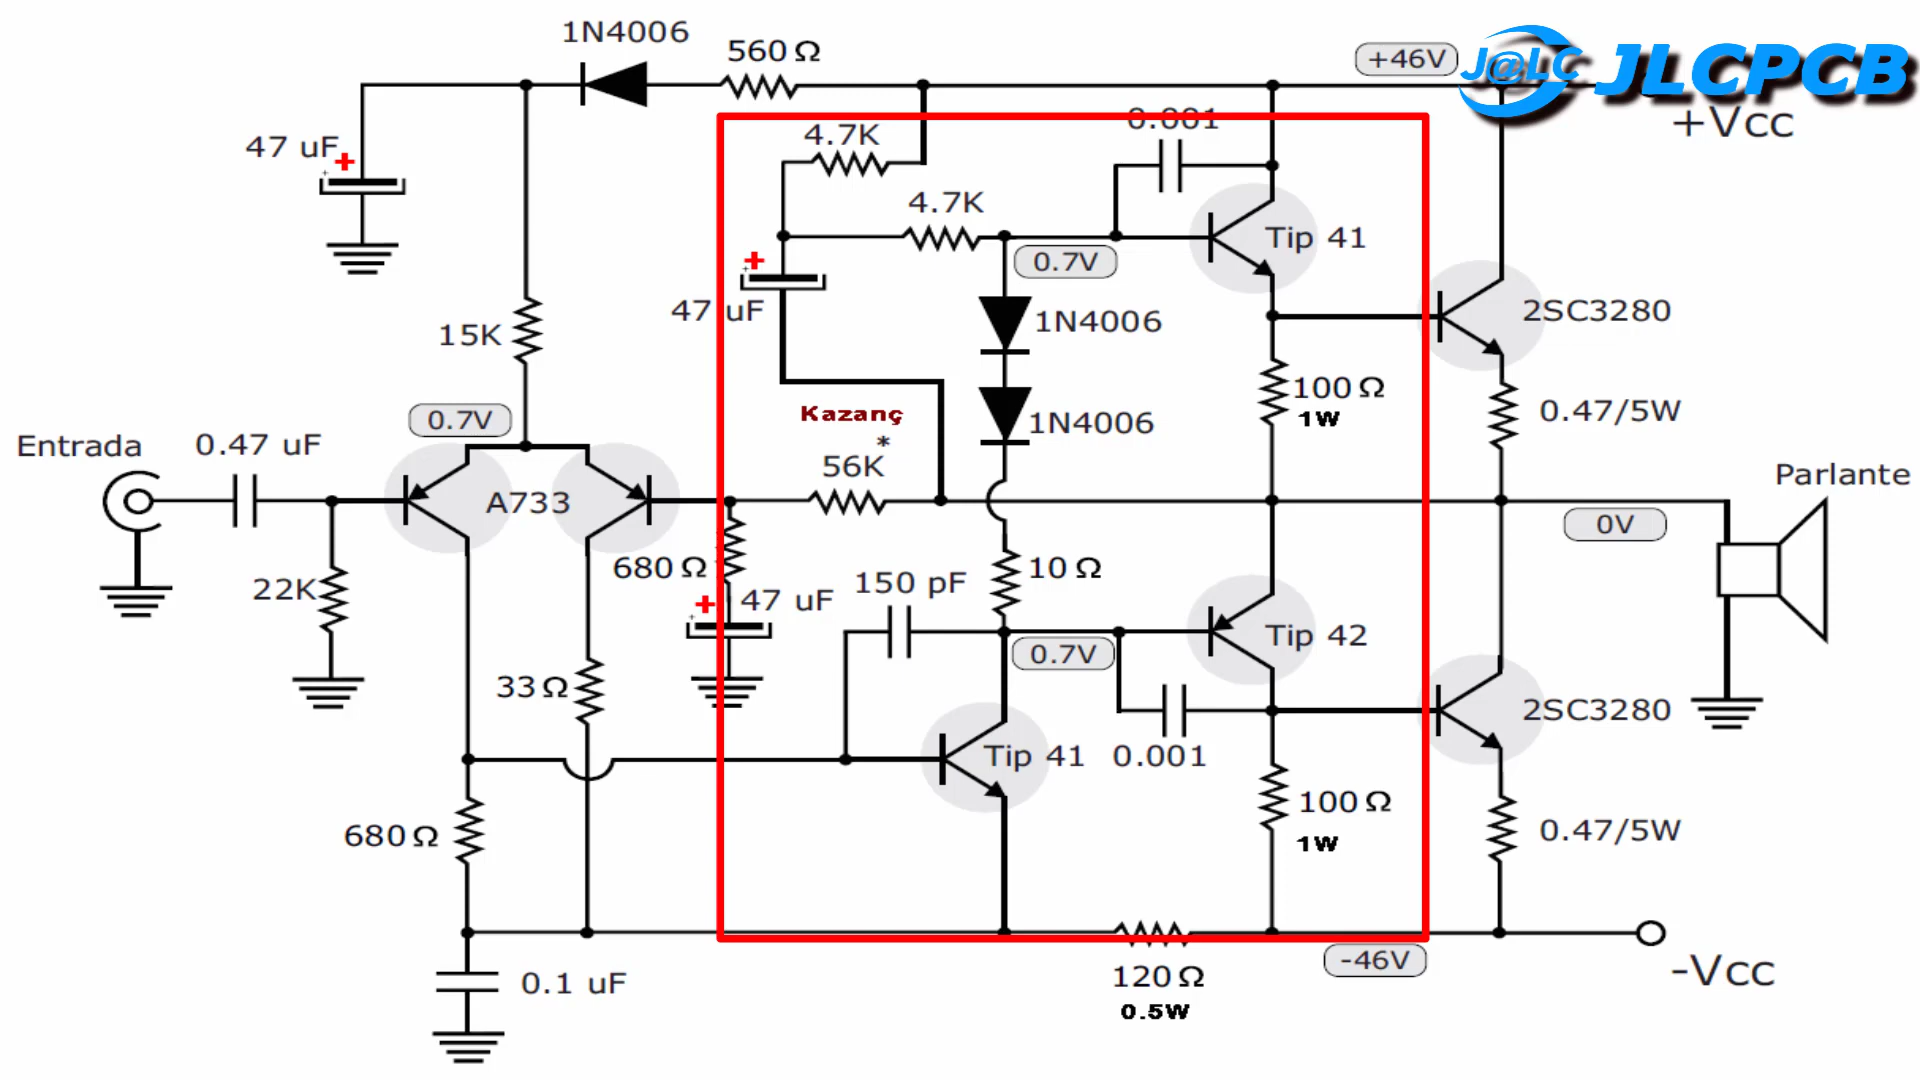 1N4006
560 Ω
+46V
J@LC JLCPCB
+Vcc
47 uF
+
4.7K
0.001
4.7K
Tip 41
0.7V
+
47 uF
1N4006
2SC3280
15K
100 Ω
1W
0.47/5W
Kazanç
*
1N4006
0.7V
Entrada
0.47 uF
56K
Parlante
A733
0V
680 Ω
10 Ω
22K
150 pF
+
47 uF
Tip 42
0.7V
33 Ω
2SC3280
Tip 41
0.001
100 Ω
1W
680 Ω
0.47/5W
-46V
-Vcc
120 Ω
0.5W
0.1 uF